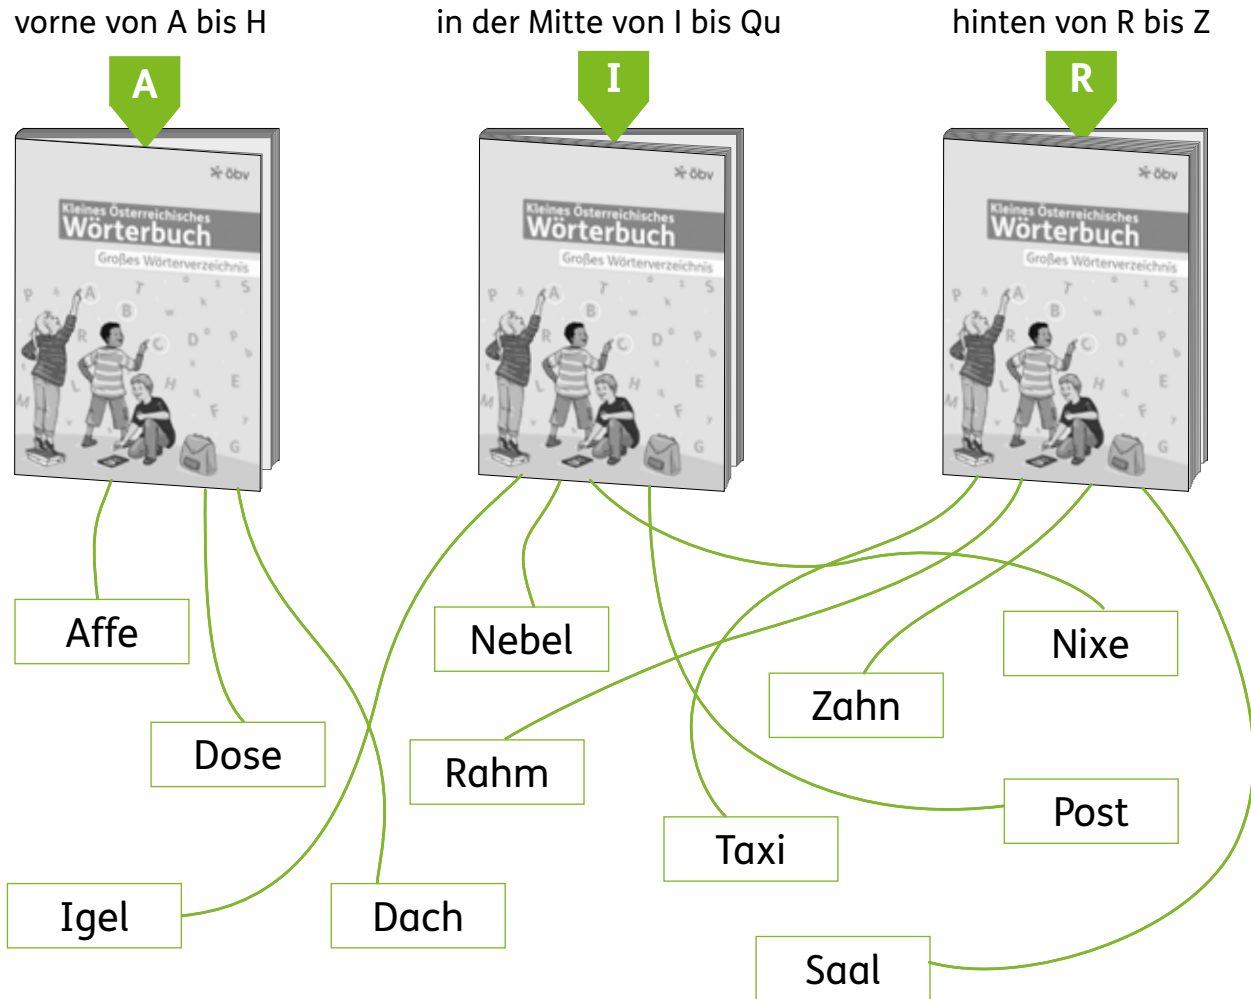 vorne von A bis H
in der Mitte von I bis Qu
hinten von R bis Z
A
I
R
öbv
Kleines Österreichisches
Wörterbuch
Großes Wörterverzeichnis
öbv
Kleines Österreichisches
Wörterbuch
Großes Wörterverzeichnis
öbv
Kleines Österreichisches
Wörterbuch
Großes Wörterverzeichnis
Affe
Nebel
Nixe
Zahn
Dose
Rahm
Post
Taxi
Igel
Dach
Saal